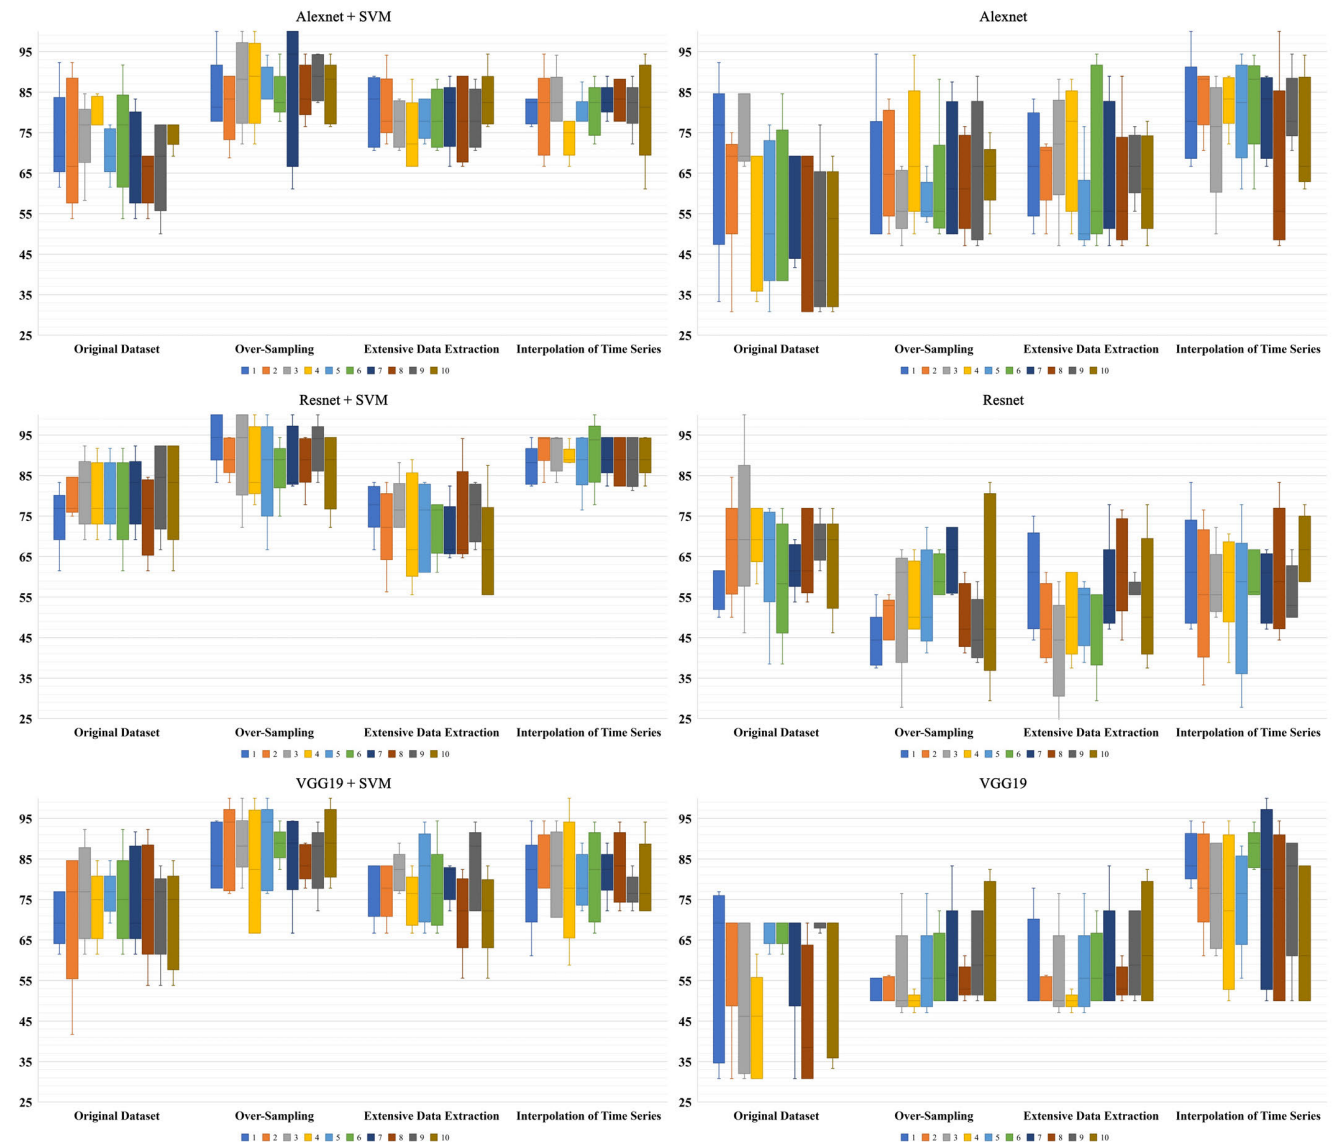 Alexnet + SVM
95
85
75
65
55
45
35
25
Original Dataset Over-Sampling Extensive Data Extraction Interpolation of Time Series
1 2 3 4 5 6 7 8 9 10
Alexnet
95
85
75
65
55
45
35
25
Original Dataset Over-Sampling Extensive Data Extraction Interpolation of Time Series
1 2 3 4 5 6 7 8 9 10
Resnet + SVM
95
85
75
65
55
45
35
25
Original Dataset Over-Sampling Extensive Data Extraction Interpolation of Time Series
1 2 3 4 5 6 7 8 9 10
Resnet
95
85
75
65
55
45
35
25
Original Dataset Over-Sampling Extensive Data Extraction Interpolation of Time Series
1 2 3 4 5 6 7 8 9 10
VGG19 + SVM
95
85
75
65
55
45
35
25
Original Dataset Over-Sampling Extensive Data Extraction Interpolation of Time Series
1 2 3 4 5 6 7 8 9 10
VGG19
95
85
75
65
55
45
35
25
Original Dataset Over-Sampling Extensive Data Extraction Interpolation of Time Series
1 2 3 4 5 6 7 8 9 10